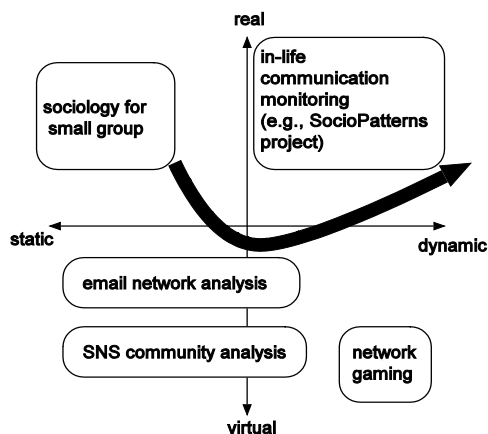 real
sociology for
small group
in-life
communication
monitoring
(e.g., SocioPatterns
project)
static
dynamic
email network analysis
SNS community analysis
network
gaming
virtual